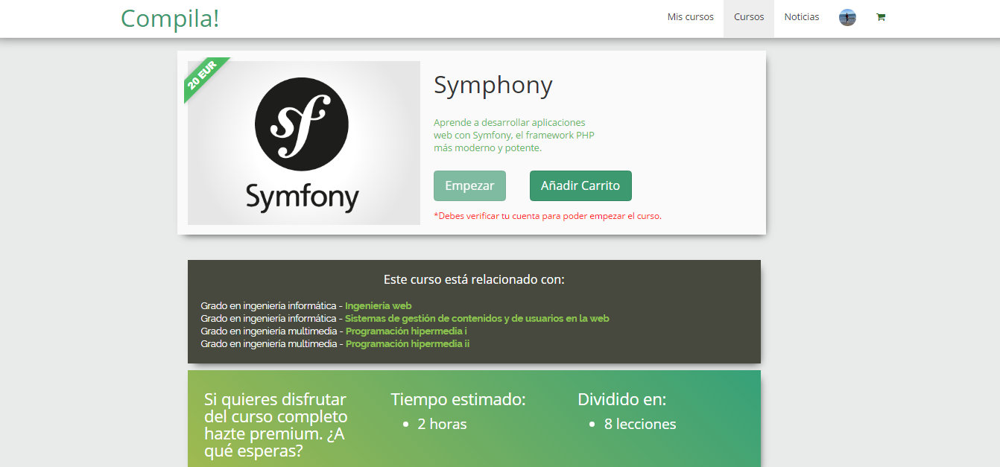 Compila!
Mis cursos
Cursos
Noticias
20 EUR
sf
Symfony
Symphony
Aprende a desarrollar aplicaciones
web con Symfony, el framework PHP
más moderno y potente.
Empezar
Añadir Carrito
*Debes verificar tu cuenta para poder empezar el curso.
Este curso está relacionado con:
Grado en ingeniería informática - Ingenieria web
Grado en ingeniería informática - Sistemas de gestión de contenidos y de usuarios en la web
Grado en ingeniería multimedia - Programación hipermedia i
Grado en ingeniería multimedia - Programación hipermedia ii
Si quieres disfrutar
del curso completo
hazte premium. ¿A
qué esperas?
Tiempo estimado:
• 2 horas
Dividido en:
• 8 lecciones